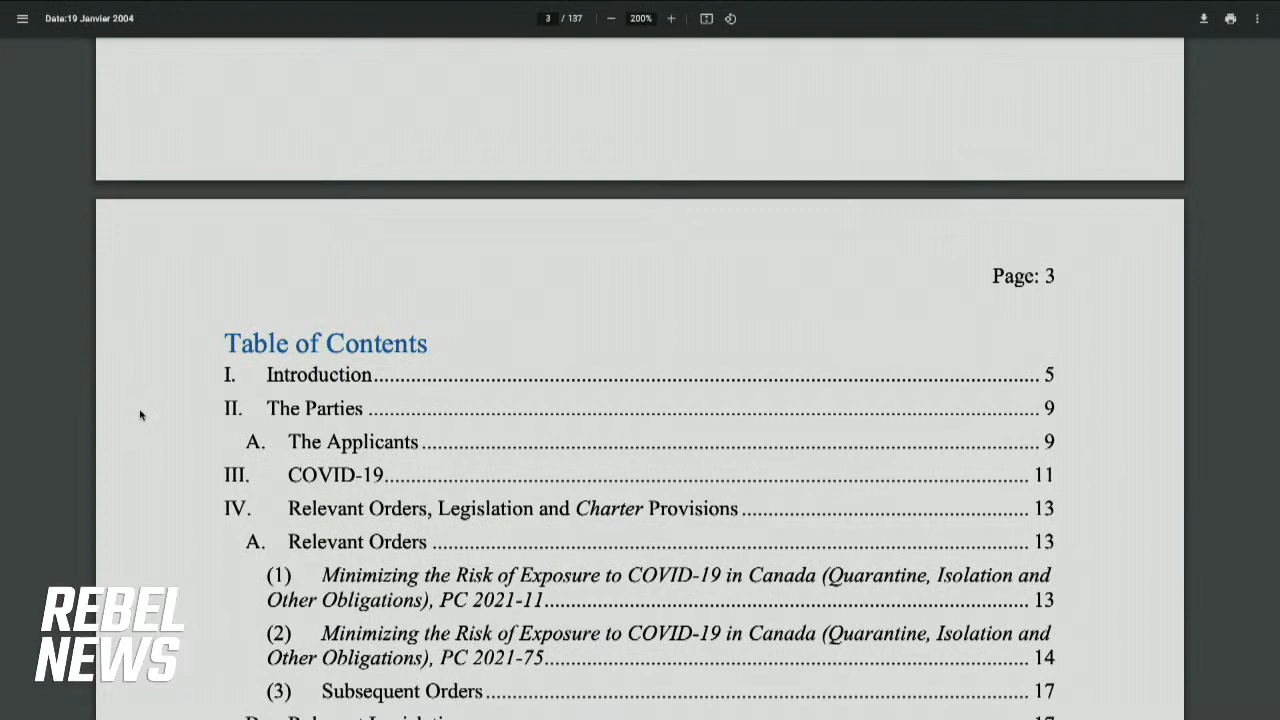 Date:19 Janvier 2004
3 / 137
200%
Page: 3
Table of Contents
I. Introduction 5
II. The Parties 9
A. The Applicants 9
III. COVID-19 11
IV. Relevant Orders, Legislation and Charter Provisions 13
A. Relevant Orders 13
(1) Minimizing the Risk of Exposure to COVID-19 in Canada (Quarantine, Isolation and
Other Obligations), PC 2021-11 13
(2) Minimizing the Risk of Exposure to COVID-19 in Canada (Quarantine, Isolation and
Other Obligations), PC 2021-75 14
(3) Subsequent Orders 17
REBEL
NEWS